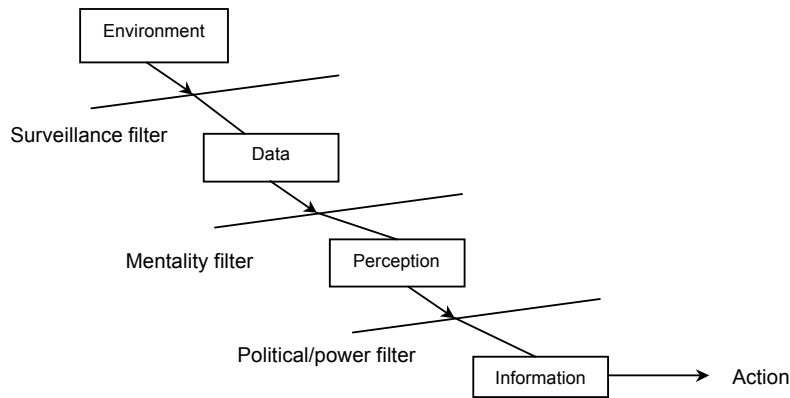 Environment
Surveillance filter
Data
Mentality filter
Perception
Political/power filter
Information
Action